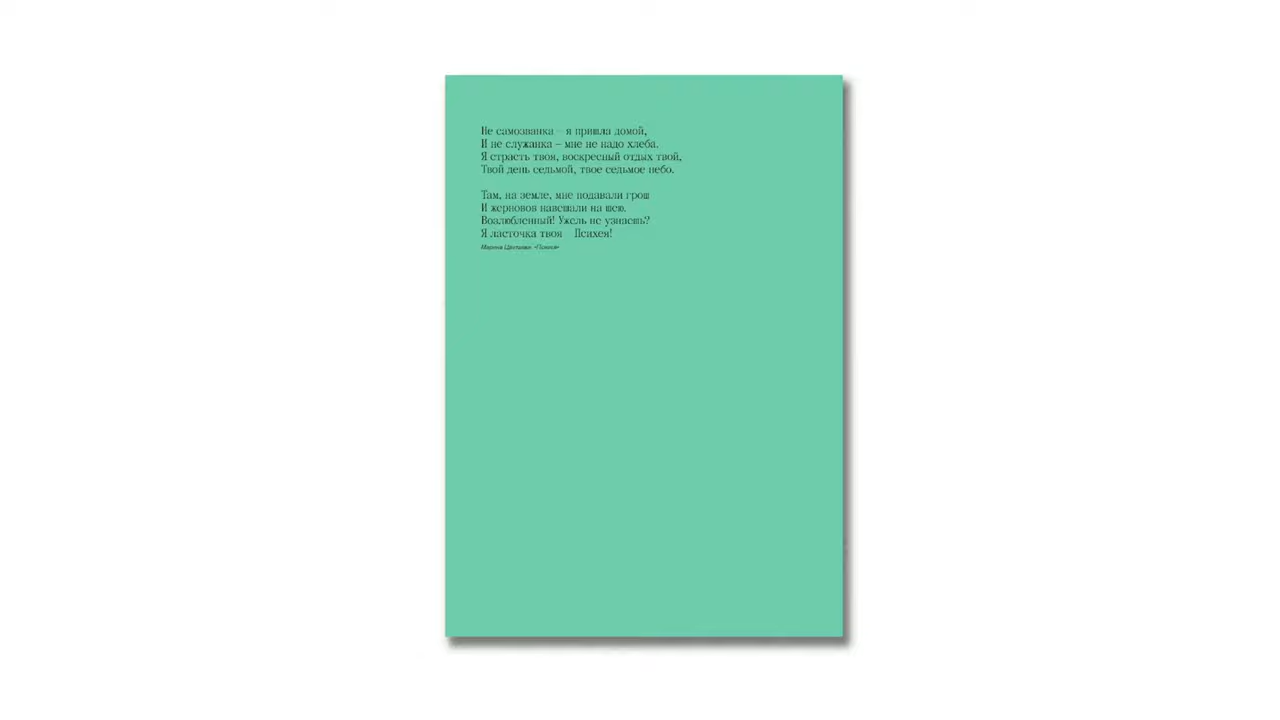 Не самозванка – я пришла домой,
И не служанка – мне не надо хлеба.
Я страсть твоя, воскресный отдых твой,
Твой день седьмой, твое седьмое небо.
Там, на земле, мне подавали грош
И жерновов навешали на шею.
Возлюбленный! Ужель не узнаешь?
Я ласточка твоя – Психея!
Марина Цветаева «Психея»